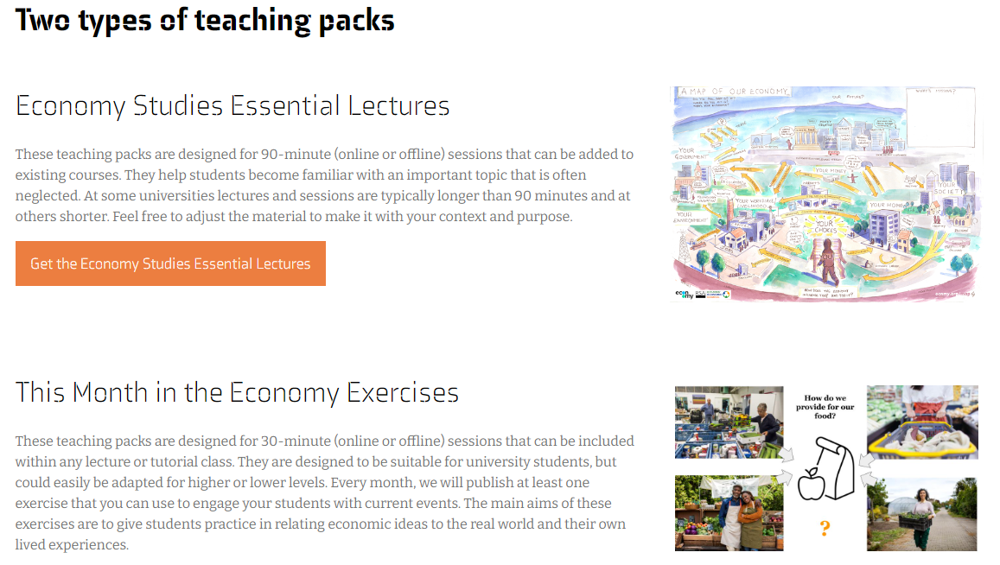 Two types of teaching packs
Economy Studies Essential Lectures
These teaching packs are designed for 90-minute (online or offline) sessions that can be added to
existing courses. They help students become familiar with an important topic that is often
neglected. At some universities lectures and sessions are typically longer than 90 minutes and at
others shorter. Feel free to adjust the material to make it with your context and purpose.
Get the Economy Studies Essential Lectures
A MAP OF OUR ECONOMY
YOUR GOVERNMENT
YOUR MONEY
YOUR SOCIETY
YOUR
ENVIRONMENT
YOUR CHOICES
This Month in the Economy Exercises
These teaching packs are designed for 30-minute (online or offline) sessions that can be included
within any lecture or tutorial class. They are designed to be suitable for university students, but
could easily be adapted for higher or lower levels. Every month, we will publish at least one
exercise that you can use to engage your students with current events. The main aims of these
exercises are to give students practice in relating economic ideas to the real world and their own
lived experiences.
How do we
provide for our
food?
?